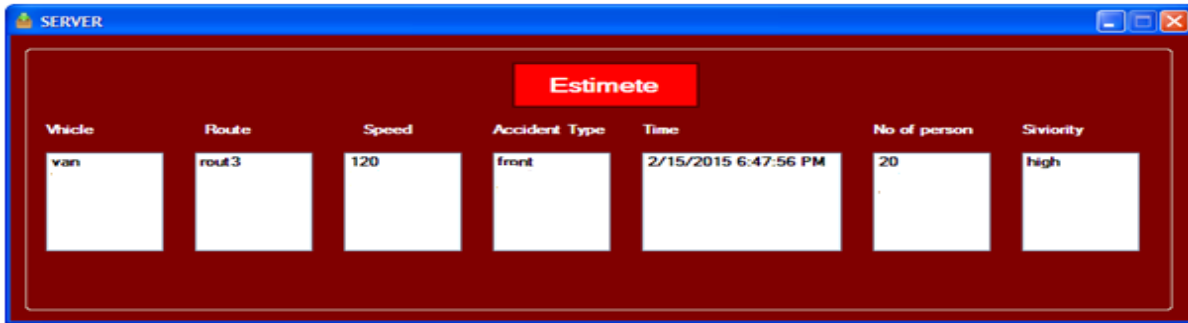 SERVER
Estimete
Vhicle Route Speed Accident Type Time No of person Siviority
van rout3 120 front 2/15/2015 6:47:56 PM 20 high